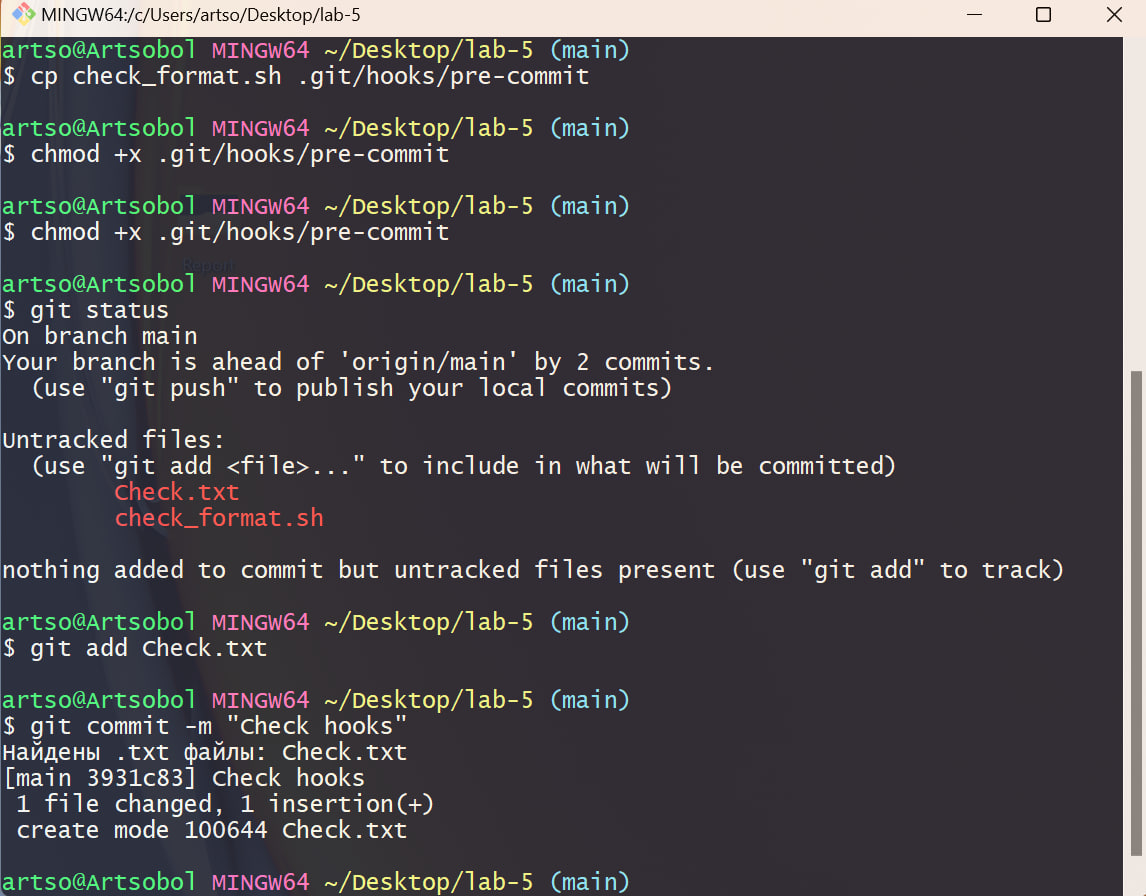 MINGW64:/c/Users/artso/Desktop/lab-5
artso@Artsobol MINGW64 ~/Desktop/lab-5 (main)
$ cp check_format.sh .git/hooks/pre-commit
artso@Artsobol MINGW64 ~/Desktop/lab-5 (main)
$ chmod +x .git/hooks/pre-commit
artso@Artsobol MINGW64 ~/Desktop/lab-5 (main)
$ chmod +x .git/hooks/pre-commit
Report
artso@Artsobol MINGW64 ~/Desktop/lab-5 (main)
$ git status
On branch main
Your branch is ahead of 'origin/main' by 2 commits.
  (use "git push" to publish your local commits)
Untracked files:
  (use "git add <file>..." to include in what will be committed)
        Check.txt
        check_format.sh
nothing added to commit but untracked files present (use "git add" to track)
artso@Artsobol MINGW64 ~/Desktop/lab-5 (main)
$ git add Check.txt
artso@Artsobol MINGW64 ~/Desktop/lab-5 (main)
$ git commit -m "Check hooks"
Найдены .txt файлы: Check.txt
[main 3931c83] Check hooks
 1 file changed, 1 insertion(+)
 create mode 100644 Check.txt
artso@Artsobol MINGW64 ~/Desktop/lab-5 (main)